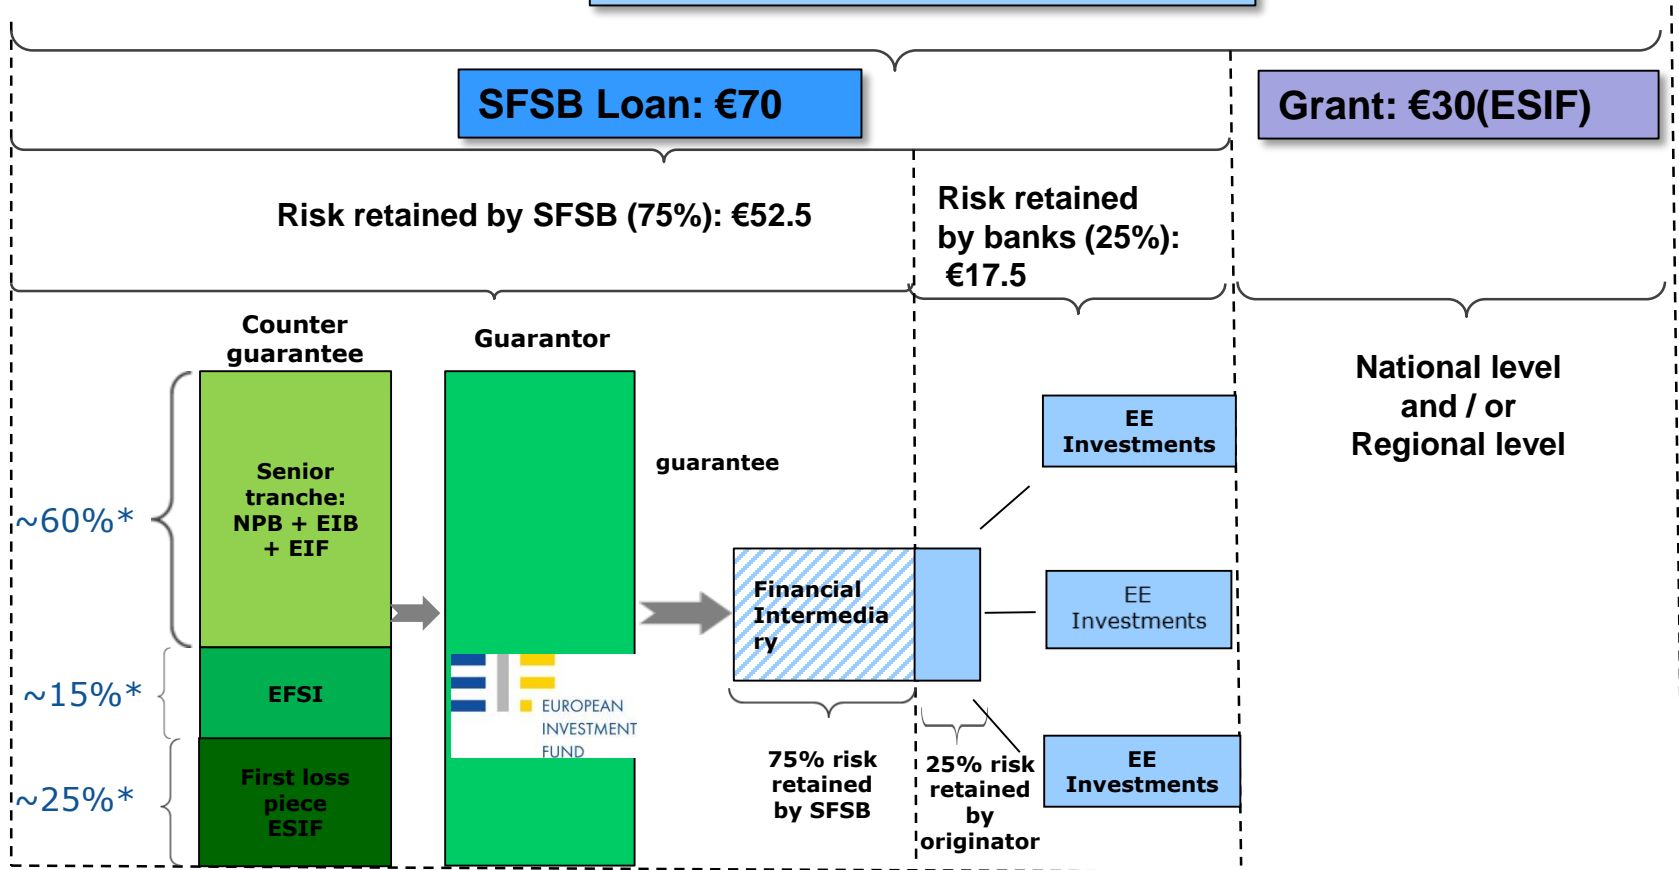 SFSB Loan: €70
Grant: €30(ESIF)
Risk retained by SFSB (75%): €52.5
Risk retained
by banks (25%):
€17.5
Counter
guarantee
Guarantor
National level
and / or
Regional level
~60%*
Senior
tranche:
NPB + EIB
+ EIF
guarantee
EE
Investments
Financial
Intermedia
ry
EE
Investments
~15%*
EFSI
EUROPEAN
INVESTMENT
FUND
~25%*
First loss
piece
ESIF
75% risk
retained
by SFSB
25% risk
retained
by
originator
EE
Investments